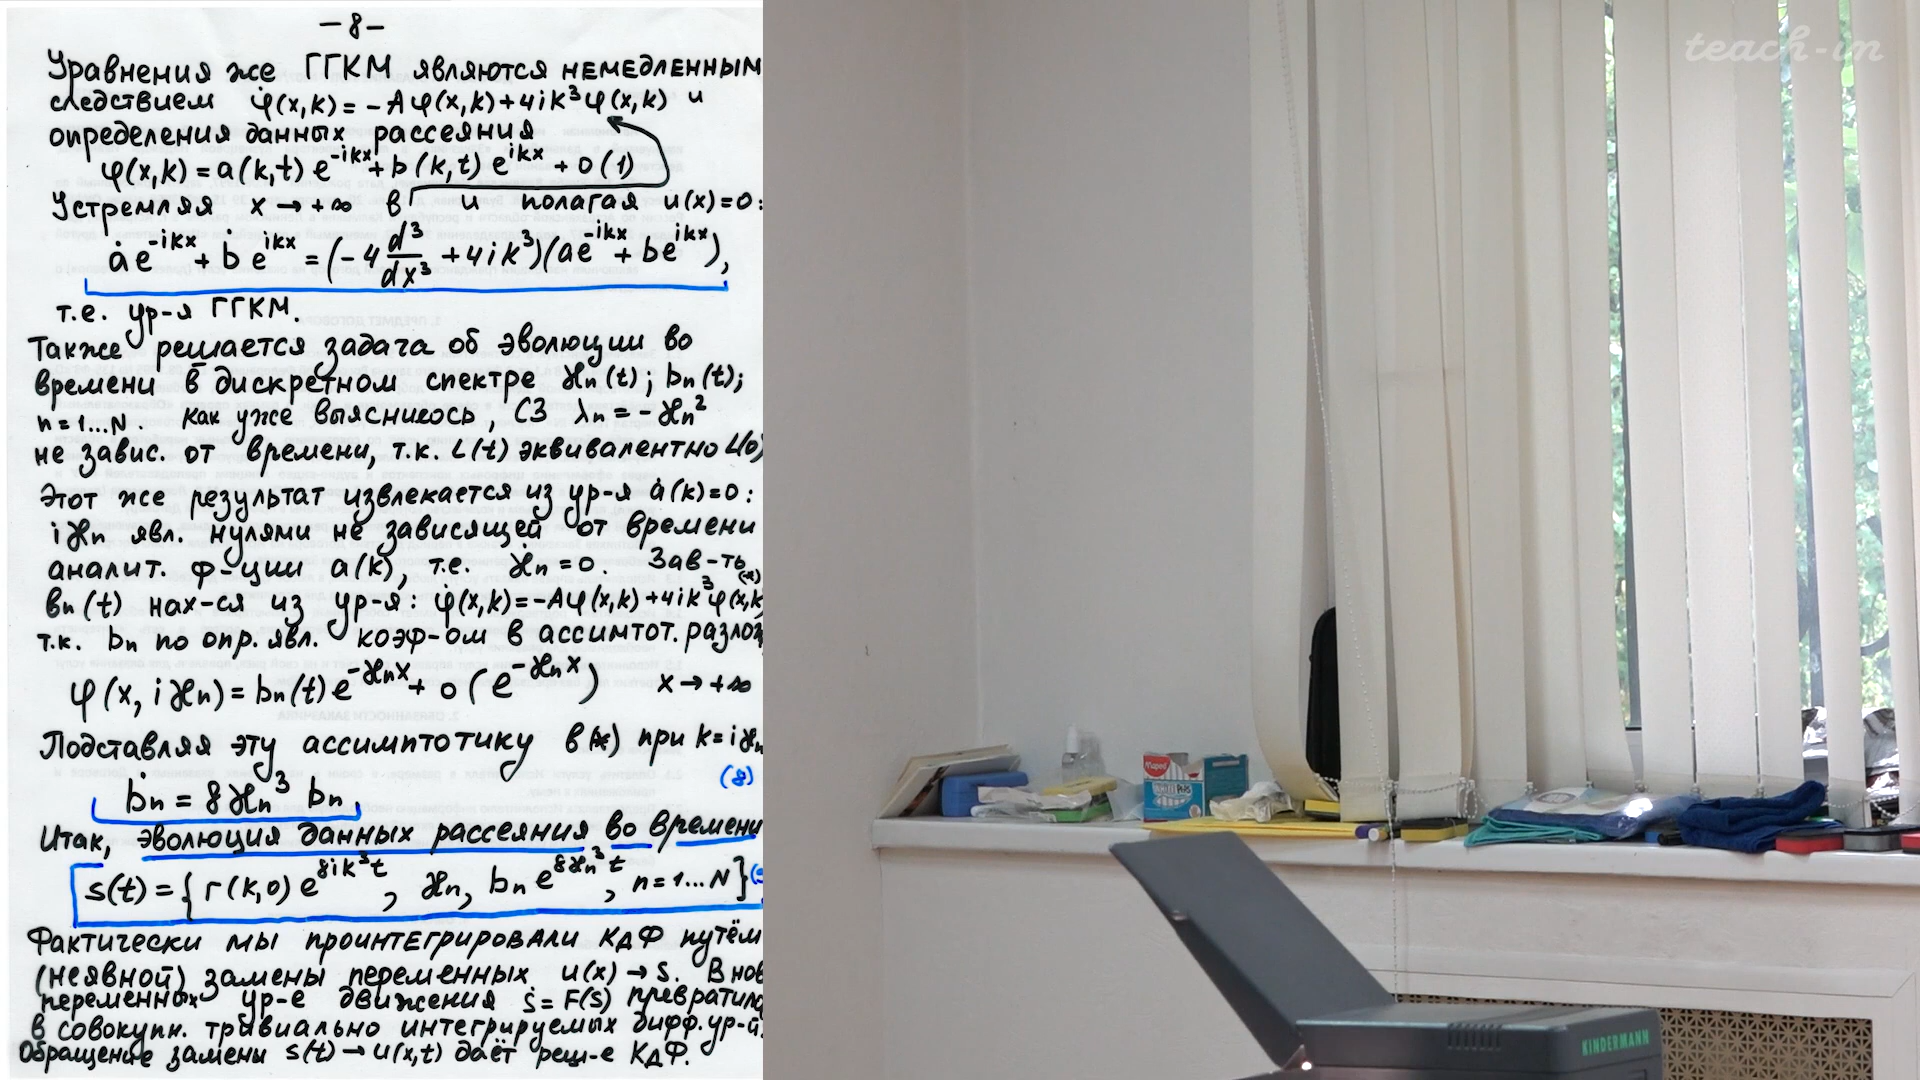 -8-
Уравнения же ГГКМ являются НЕМЕДЛЕННЫМ
следствием φ̇(x,k) = -Aφ(x,k)+4ik³φ(x,k) и
определения данных рассеяния
φ(x,k) = a(k,t) e^{-ikx} + b(k,t) e^{ikx} + o(1)
Устремляя x → +∞ в и полагая u(x)=0:
ȧe^{-ikx} + ḃe^{ikx} = (-4 d³/dx³ + 4ik³)(ae^{-ikx} + be^{ikx}),
т.е. ур-я ГГКМ.
Также решается задача об эволюции во
времени в дискретном спектре ϰn(t); bn(t);
n=1...N. Как уже выяснилось, СЗ λn = -ϰn²
не завис. от времени, т.к. L(t) эквивалентно L(0)
Этот же результат извлекается из ур-я ȧ(k)=0:
iϰn явл. нулями не зависящей от времени
аналит. ф-ции a(k), т.е. ϰ̇n=0. Зав-ть
bn(t) нах-ся из ур-я: φ̇(x,k)=-Aφ(x,k)+4ik³φ(x,k) (*)
т.к. bn по опр. явл. коэф-ом в ассимтот. разлож
φ(x, iϰn) = bn(t)e^{-ϰnx} + o(e^{-ϰnx}) x→+∞
Подставляя эту ассимптотику в (*) при k=iϰn
ḃn = 8ϰn³ bn, (8)
Итак, эволюция данных рассеяния во времени
s(t) = { r(k,0) e^{8ik³t}, ϰn, bn e^{8ϰn³t}, n=1...N }
Фактически мы проинтегрировали КдФ путём
(неявной) замены переменных u(x) → s. В нов
переменных ур-е движения ṡ = F(s) превратило
в совокупн. тривиально интегрируемых дифф. ур-й.
Обращение замены s(t) → u(x,t) даёт реш-е КдФ.
teach-in
Maped
KINDERMANN